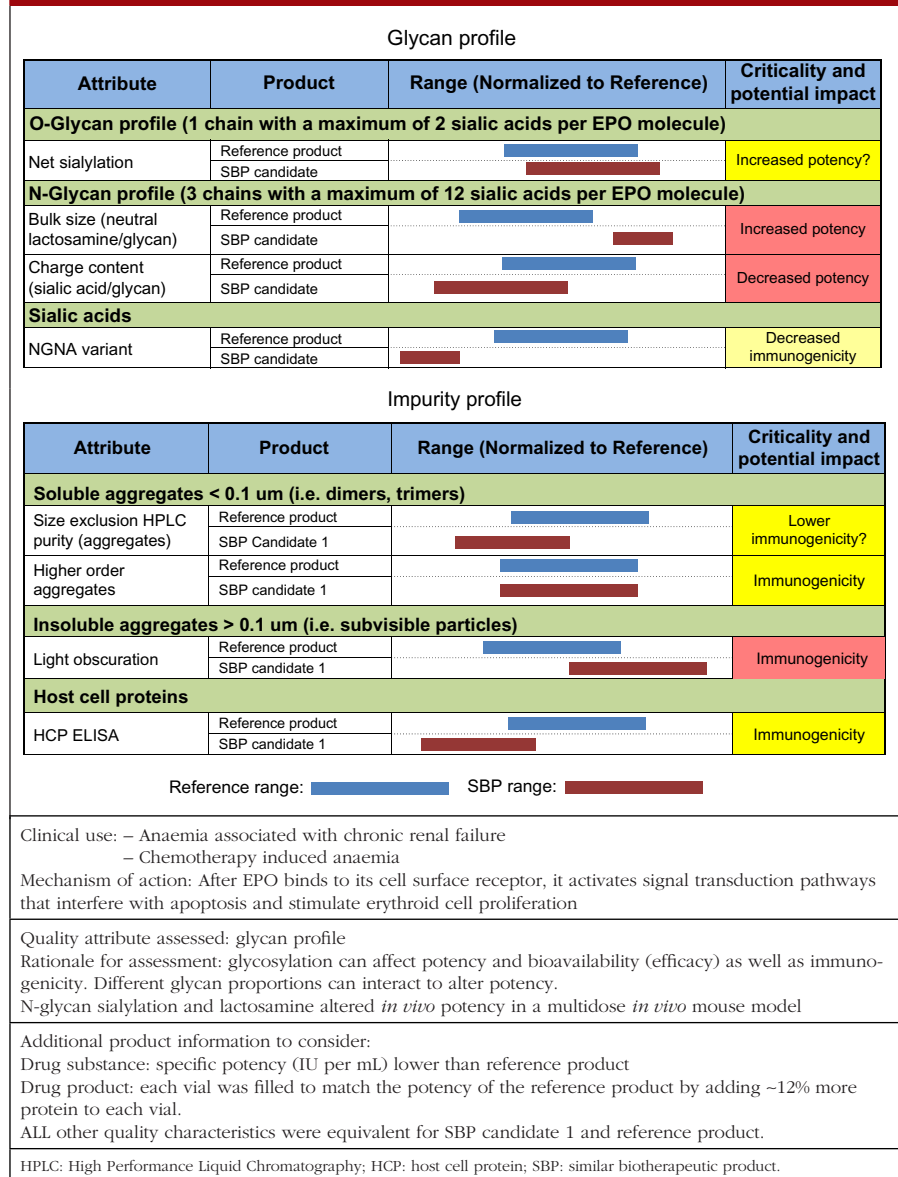 Glycan profile
Attribute Product Range (Normalized to Reference) Criticality and potential impact
O-Glycan profile (1 chain with a maximum of 2 sialic acids per EPO molecule)
Net sialylation Reference product Increased potency?
SBP candidate
N-Glycan profile (3 chains with a maximum of 12 sialic acids per EPO molecule)
Bulk size (neutral lactosamine/glycan) Reference product Increased potency
SBP candidate
Charge content (sialic acid/glycan) Reference product Decreased potency
SBP candidate
Sialic acids
NGNA variant Reference product Decreased immunogenicity
SBP candidate
Impurity profile
Attribute Product Range (Normalized to Reference) Criticality and potential impact
Soluble aggregates < 0.1 um (i.e. dimers, trimers)
Size exclusion HPLC purity (aggregates) Reference product Lower immunogenicity?
SBP Candidate 1
Higher order aggregates Reference product Immunogenicity
SBP candidate 1
Insoluble aggregates > 0.1 um (i.e. subvisible particles)
Light obscuration Reference product Immunogenicity
SBP candidate 1
Host cell proteins
HCP ELISA Reference product Immunogenicity
SBP candidate 1
Reference range: SBP range:
Clinical use: – Anaemia associated with chronic renal failure
– Chemotherapy induced anaemia
Mechanism of action: After EPO binds to its cell surface receptor, it activates signal transduction pathways
that interfere with apoptosis and stimulate erythroid cell proliferation
Quality attribute assessed: glycan profile
Rationale for assessment: glycosylation can affect potency and bioavailability (efficacy) as well as immuno-
genicity. Different glycan proportions can interact to alter potency.
N-glycan sialylation and lactosamine altered in vivo potency in a multidose in vivo mouse model
Additional product information to consider:
Drug substance: specific potency (IU per mL) lower than reference product
Drug product: each vial was filled to match the potency of the reference product by adding ~12% more
protein to each vial.
ALL other quality characteristics were equivalent for SBP candidate 1 and reference product.
HPLC: High Performance Liquid Chromatography; HCP: host cell protein; SBP: similar biotherapeutic product.